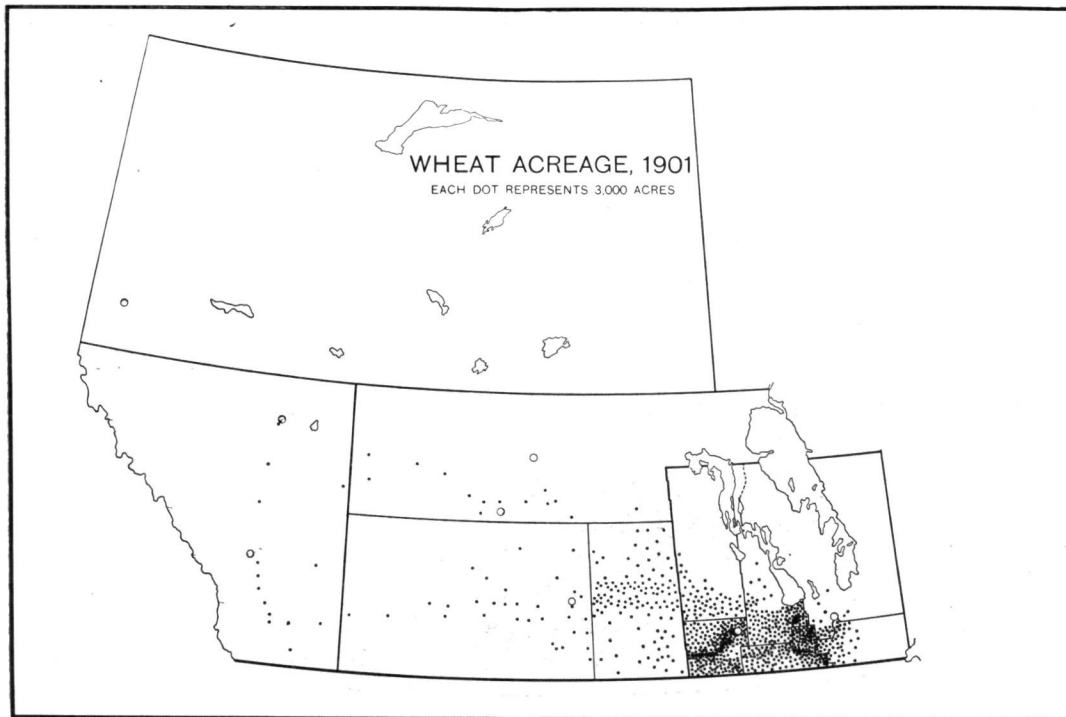 WHEAT ACREAGE, 1901
EACH DOT REPRESENTS 3,000 ACRES